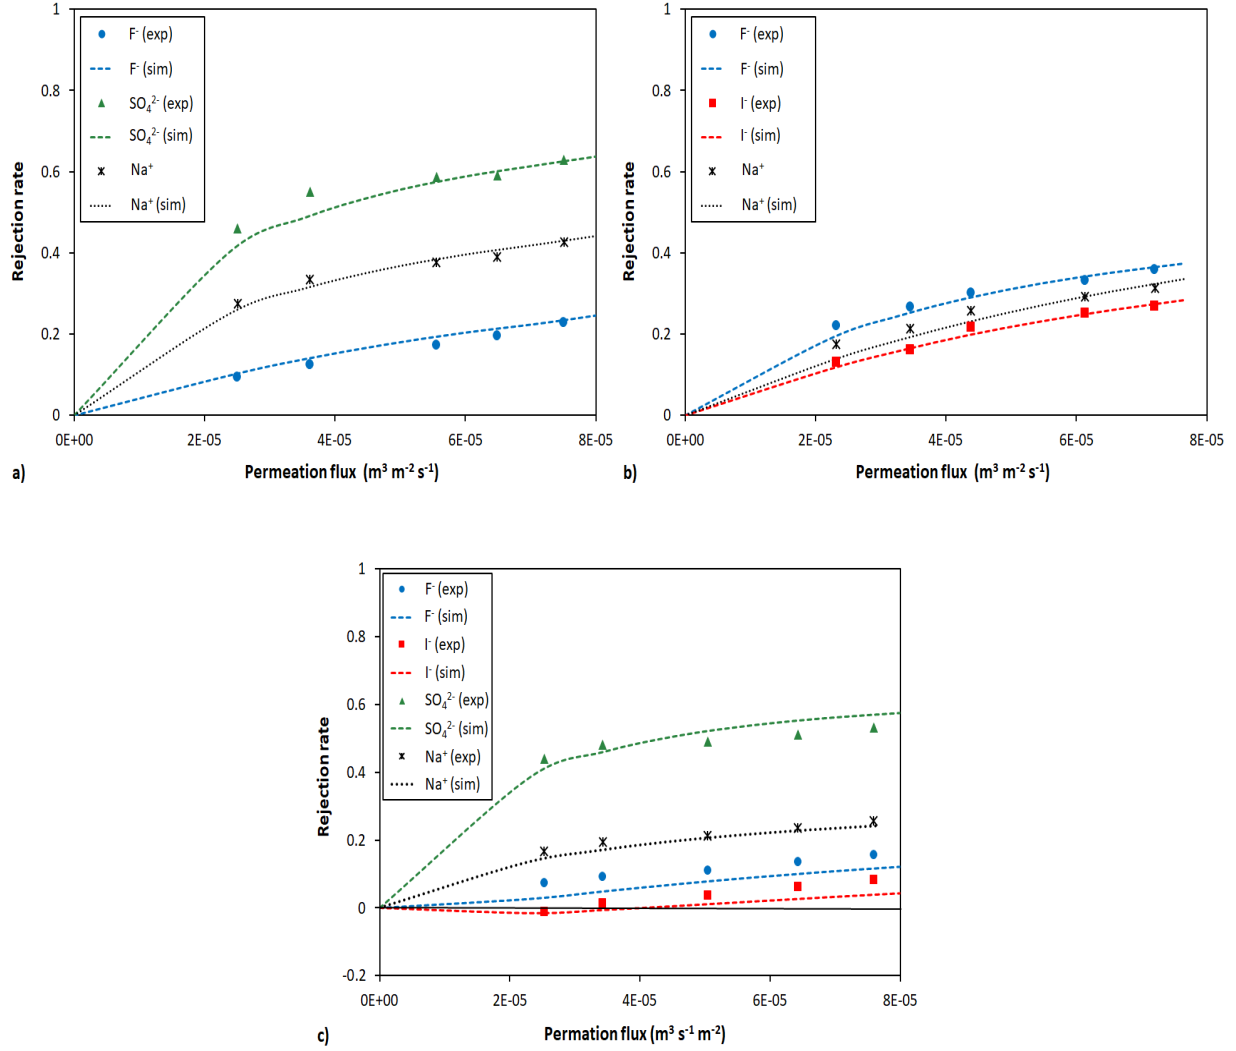 1
0.8
0.6
0.4
0.2
0
Rejection rate
F⁻ (exp)
F⁻ (sim)
SO₄²⁻ (exp)
SO₄²⁻ (sim)
Na⁺
Na⁺ (sim)
0E+00 2E-05 4E-05 6E-05 8E-05
Permeation flux (m³ m⁻² s⁻¹)
a)
1
0.8
0.6
0.4
0.2
0
Rejection rate
F⁻ (exp)
F⁻ (sim)
I⁻ (exp)
I⁻ (sim)
Na⁺
Na⁺ (sim)
0E+00 2E-05 4E-05 6E-05 8E-05
Permeation flux (m³ m⁻² s⁻¹)
b)
1
0.8
0.6
0.4
0.2
0
-0.2
Rejection rate
F⁻ (exp)
F⁻ (sim)
I⁻ (exp)
I⁻ (sim)
SO₄²⁻ (exp)
SO₄²⁻ (sim)
Na⁺ (exp)
Na⁺ (sim)
0E+00 2E-05 4E-05 6E-05 8E-05
Permation flux (m³ s⁻¹ m⁻²)
c)